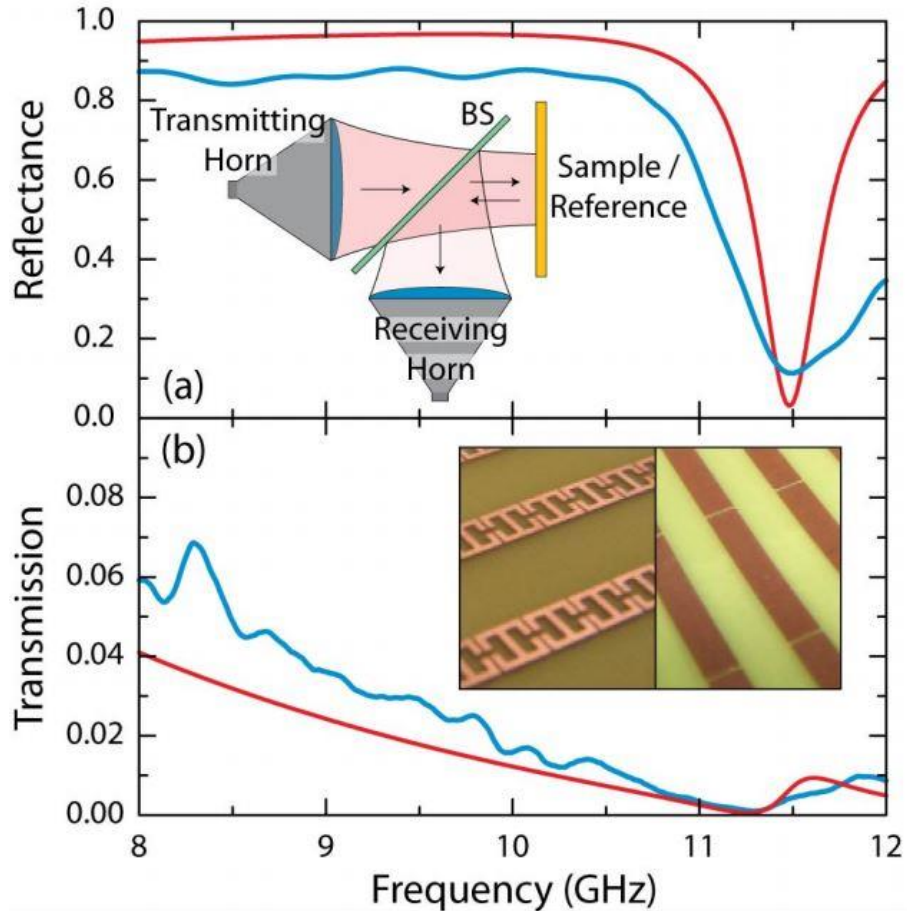 1.0
0.8
0.6
0.4
0.2
0.0
Reflectance
Transmitting
Horn
BS
Sample /
Reference
Receiving
Horn
(a)
(b)
0.08
0.06
0.04
0.02
0.00
Transmission
8
9
10
11
12
Frequency (GHz)